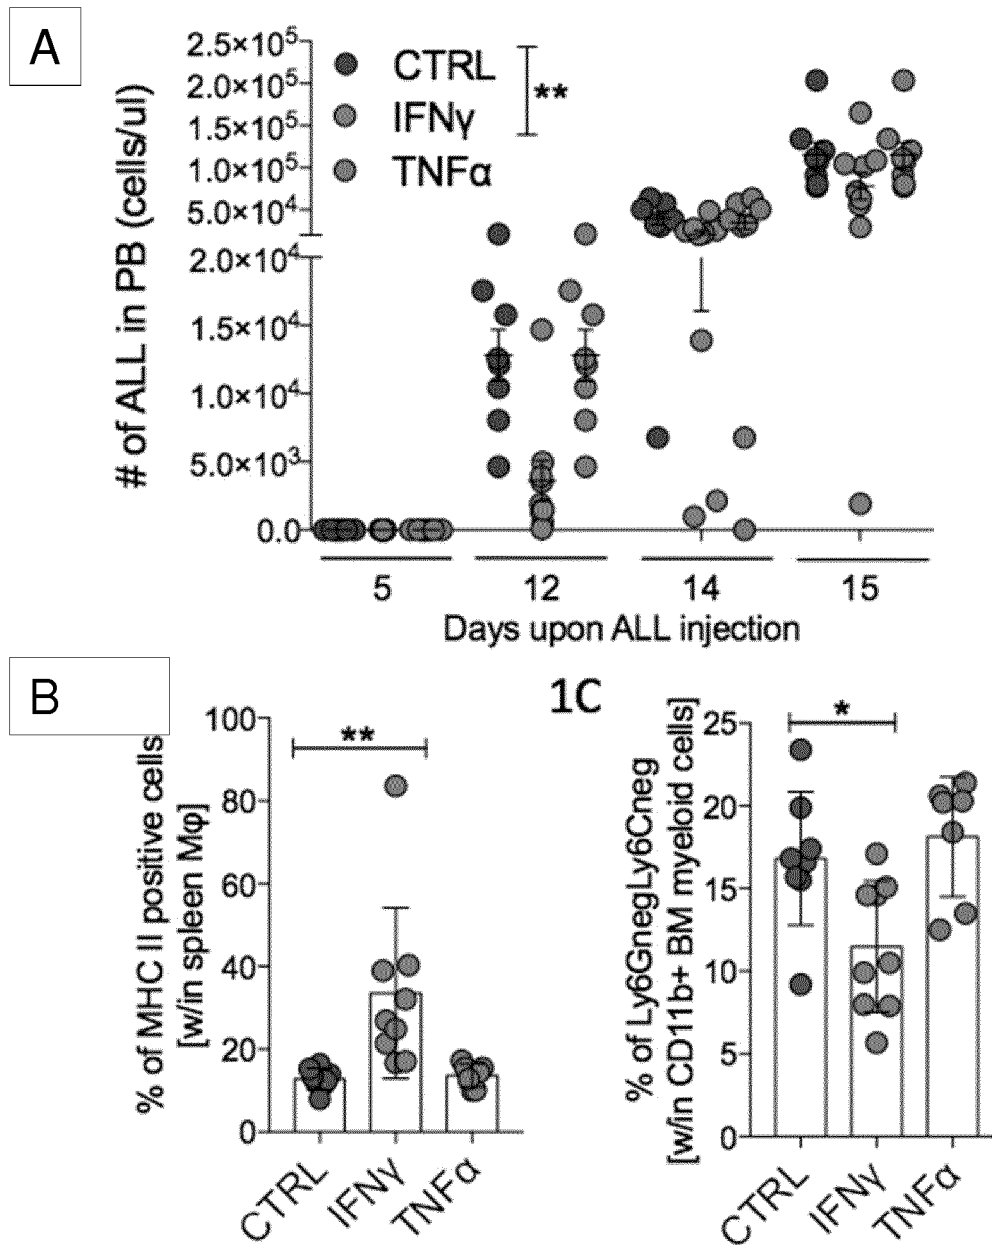 A
2.5×10⁵
2.0×10⁵
1.5×10⁵
1.0×10⁵
5.0×10⁴
2.0×10⁴
1.5×10⁴
1.0×10⁴
5.0×10³
0.0
# of ALL in PB (cells/ul)
CTRL
IFNγ
TNFα
**
5 12 14 15
Days upon ALL injection
B
% of MHC II positive cells
[w/in spleen Mφ]
100
80
60
40
20
0
**
CTRL IFNγ TNFα
1C
% of Ly6GnegLy6Cneg
[w/in CD11b+ BM myeloid cells]
25
20
15
10
5
0
*
CTRL IFNγ TNFα